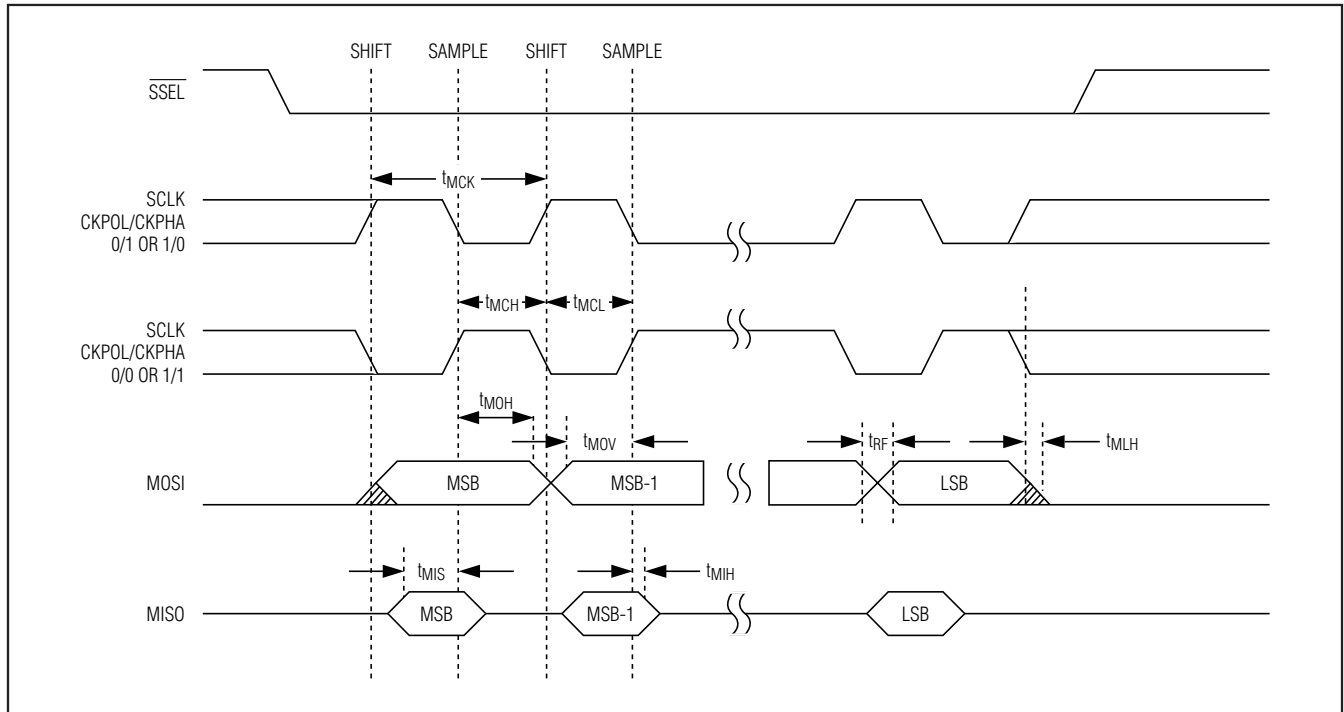 SHIFT SAMPLE SHIFT SAMPLE
SSEL
tMCK
SCLK
CKPOL/CKPHA
0/1 OR 1/0
tMCH tMCL
SCLK
CKPOL/CKPHA
0/0 OR 1/1
tMOH
tMOV tRF tMLH
MOSI MSB MSB-1 LSB
tMIS tMIH
MISO MSB MSB-1 LSB